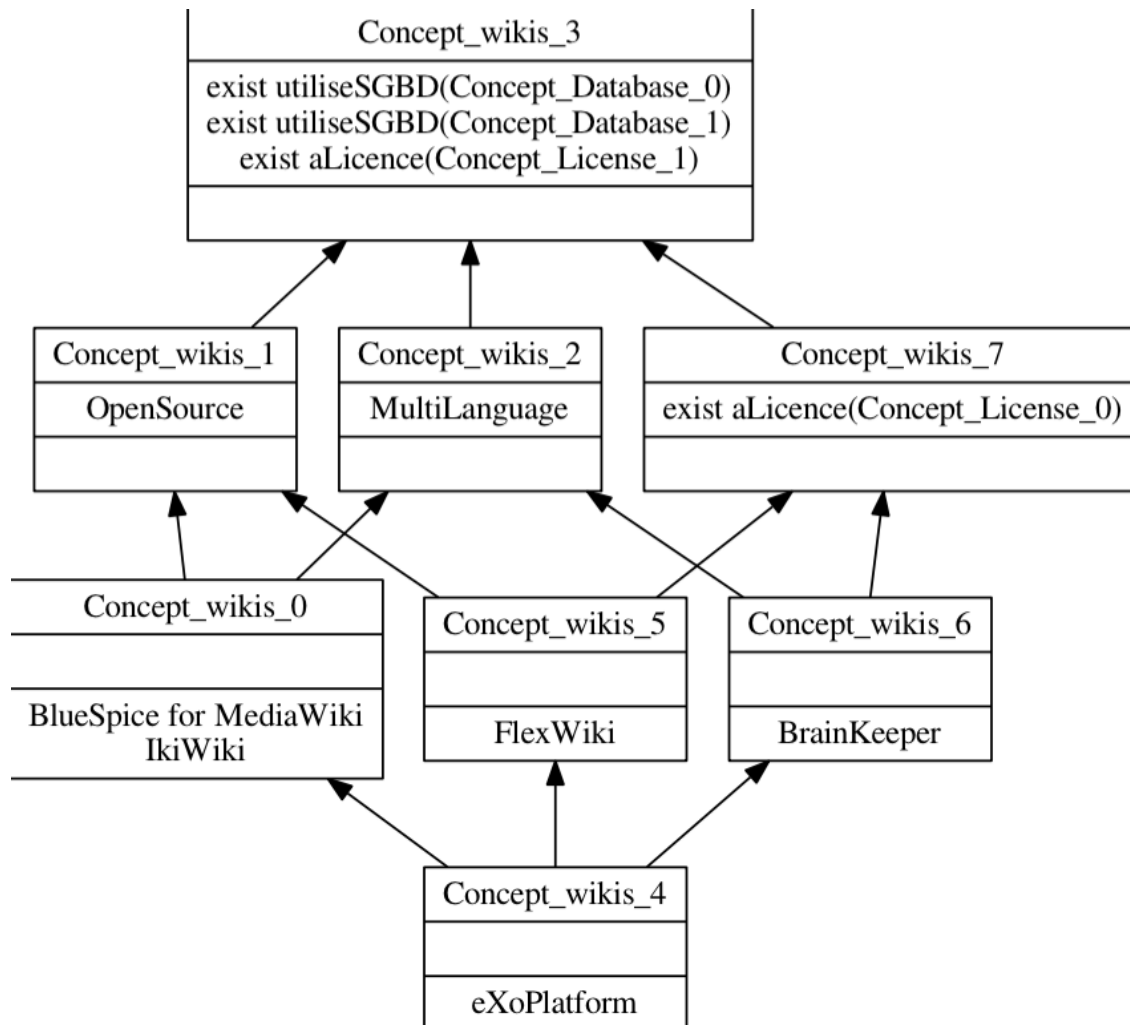 Concept_wikis_3
exist utiliseSGBD(Concept_Database_0)
exist utiliseSGBD(Concept_Database_1)
exist aLicence(Concept_License_1)
Concept_wikis_1
OpenSource
Concept_wikis_2
MultiLanguage
Concept_wikis_7
exist aLicence(Concept_License_0)
Concept_wikis_0
BlueSpice for MediaWiki
IkiWiki
Concept_wikis_5
FlexWiki
Concept_wikis_6
BrainKeeper
Concept_wikis_4
eXoPlatform